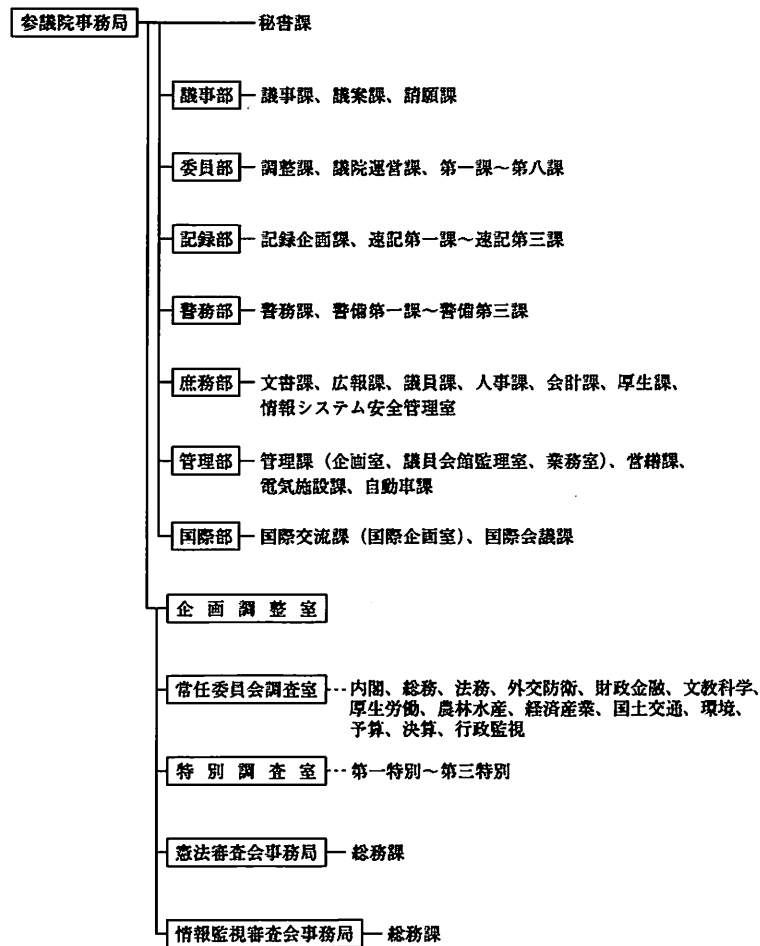 参議院事務局 秘書課
議事部 議事課、議案課、請願課
委員部 調整課、議院運営課、第一課～第八課
記録部 記録企画課、速記第一課～速記第三課
警務部 警務課、警備第一課～警備第三課
庶務部 文書課、広報課、議員課、人事課、会計課、厚生課、
情報システム安全管理室
管理部 管理課（企画室、議員会館監理室、業務室）、営繕課、
電気施設課、自動車課
国際部 国際交流課（国際企画室）、国際会議課
企画調整室
常任委員会調査室 内閣、総務、法務、外交防衛、財政金融、文教科学、
厚生労働、農林水産、経済産業、国土交通、環境、
予算、決算、行政監視
特別調査室 第一特別～第三特別
憲法審査会事務局 総務課
情報監視審査会事務局 総務課